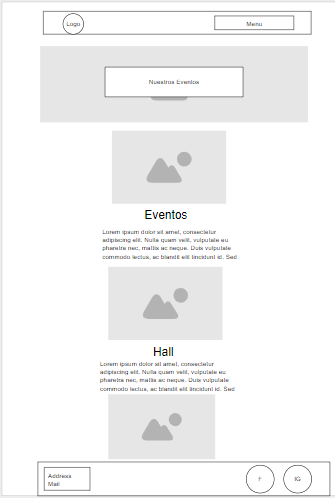 Logo
Menu
Nuestros Eventos
Eventos
Lorem ipsum dolor sit amet, consectetur
adipiscing elit. Nulla quam velit, vulputate eu
pharetra nec, mattis ac neque. Duis vulputate
commodo lectus, ac blandit elit tincidunt id. Sed
Hall
Lorem ipsum dolor sit amet, consectetur
adipiscing elit. Nulla quam velit, vulputate eu
pharetra nec, mattis ac neque. Duis vulputate
commodo lectus, ac blandit elit tincidunt id. Sed
Address
Mail
F
IG